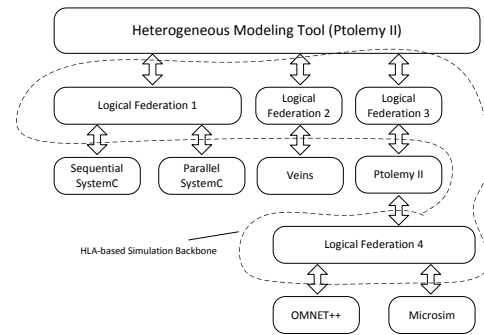 Heterogeneous Modeling Tool (Ptolemy II)
Logical Federation 1
Logical
Federation 2
Logical
Federation 3
Sequential
SystemC
Parallel
SystemC
Veins
Ptolemy II
HLA-based Simulation Backbone
Logical Federation 4
OMNET++
Microsim